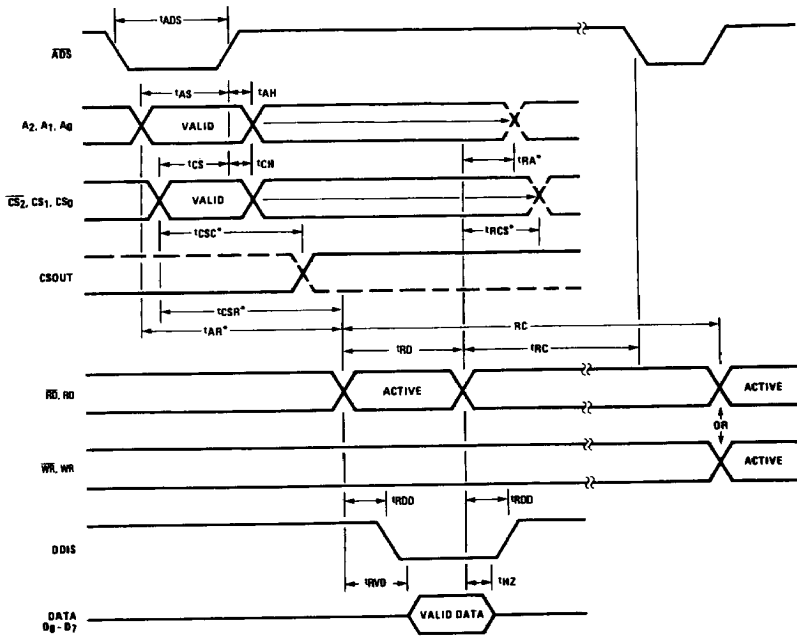 tADS
ADS
tAS tAH
A2, A1, A0 VALID
tRA*
tCS tCH
CS2, CS1, CS0 VALID
tCSC* tRCS*
CSOUT
tCSR*
tAR* RC
tRD tRC
RD, RD ACTIVE ACTIVE
OR
WR, WR ACTIVE
tRDD tRDD
DDIS
tRVD tHZ
DATA VALID DATA
D0-D7